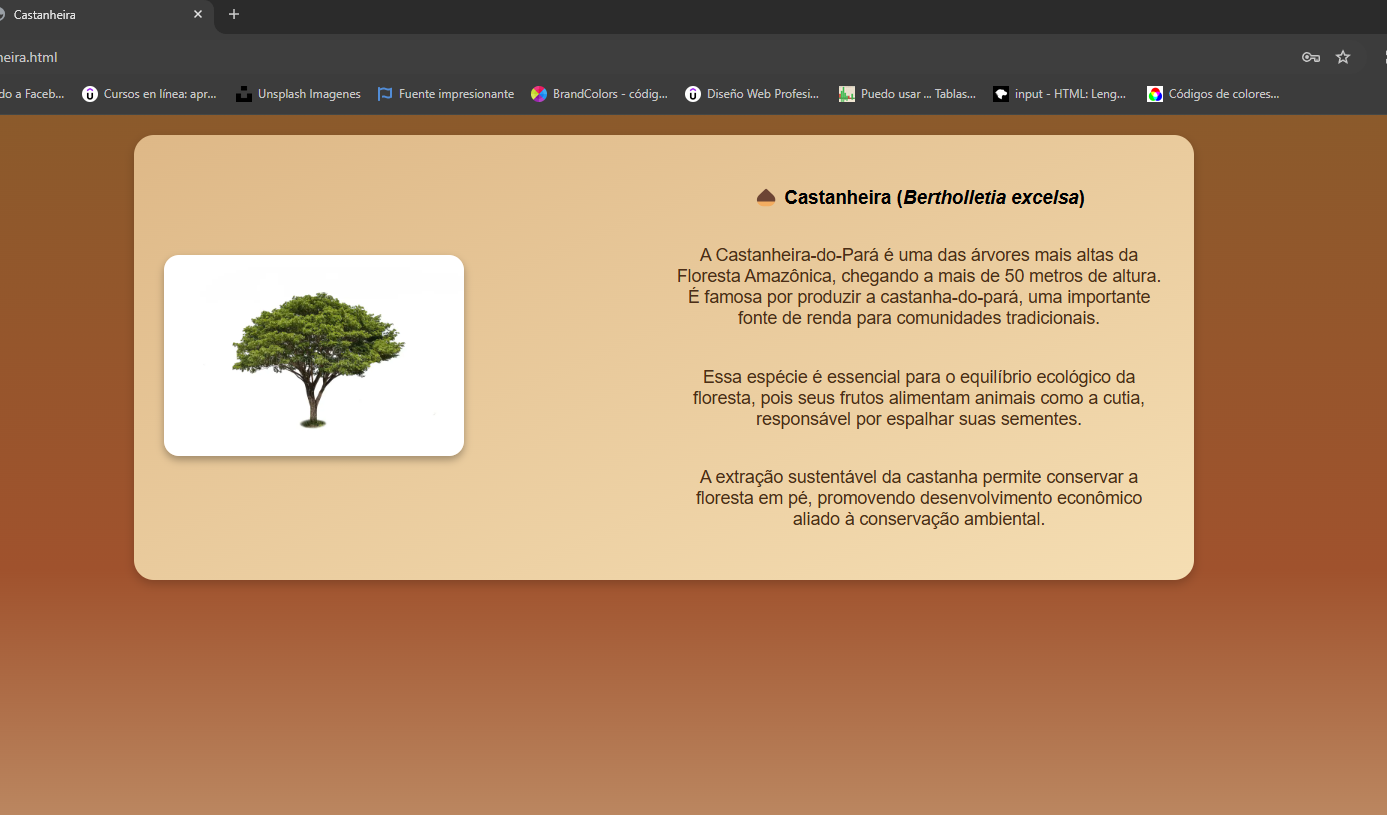 Castanheira
neira.html
do a Faceb...
Cursos en línea: apr...
Unsplash Imagenes
Fuente impresionante
BrandColors - códig...
Diseño Web Profesi...
Puedo usar ... Tablas...
input - HTML: Leng...
Códigos de colores...
Castanheira (Bertholletia excelsa)
A Castanheira-do-Pará é uma das árvores mais altas da
Floresta Amazônica, chegando a mais de 50 metros de altura.
É famosa por produzir a castanha-do-pará, uma importante
fonte de renda para comunidades tradicionais.
Essa espécie é essencial para o equilíbrio ecológico da
floresta, pois seus frutos alimentam animais como a cutia,
responsável por espalhar suas sementes.
A extração sustentável da castanha permite conservar a
floresta em pé, promovendo desenvolvimento econômico
aliado à conservação ambiental.